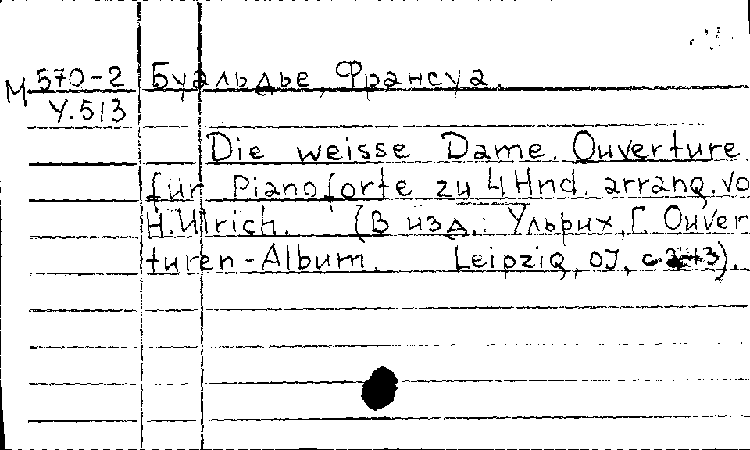 М 570-2 Буальдье, Франсуа.
У.513
Die weisse Dame. Ouverture
für Pianoforte zu 4 Hnd. arrang. vo
H. Ulrich. (В изд.: Ульрих, Г. Ouver
turen-Album. Leipzig, OJ,